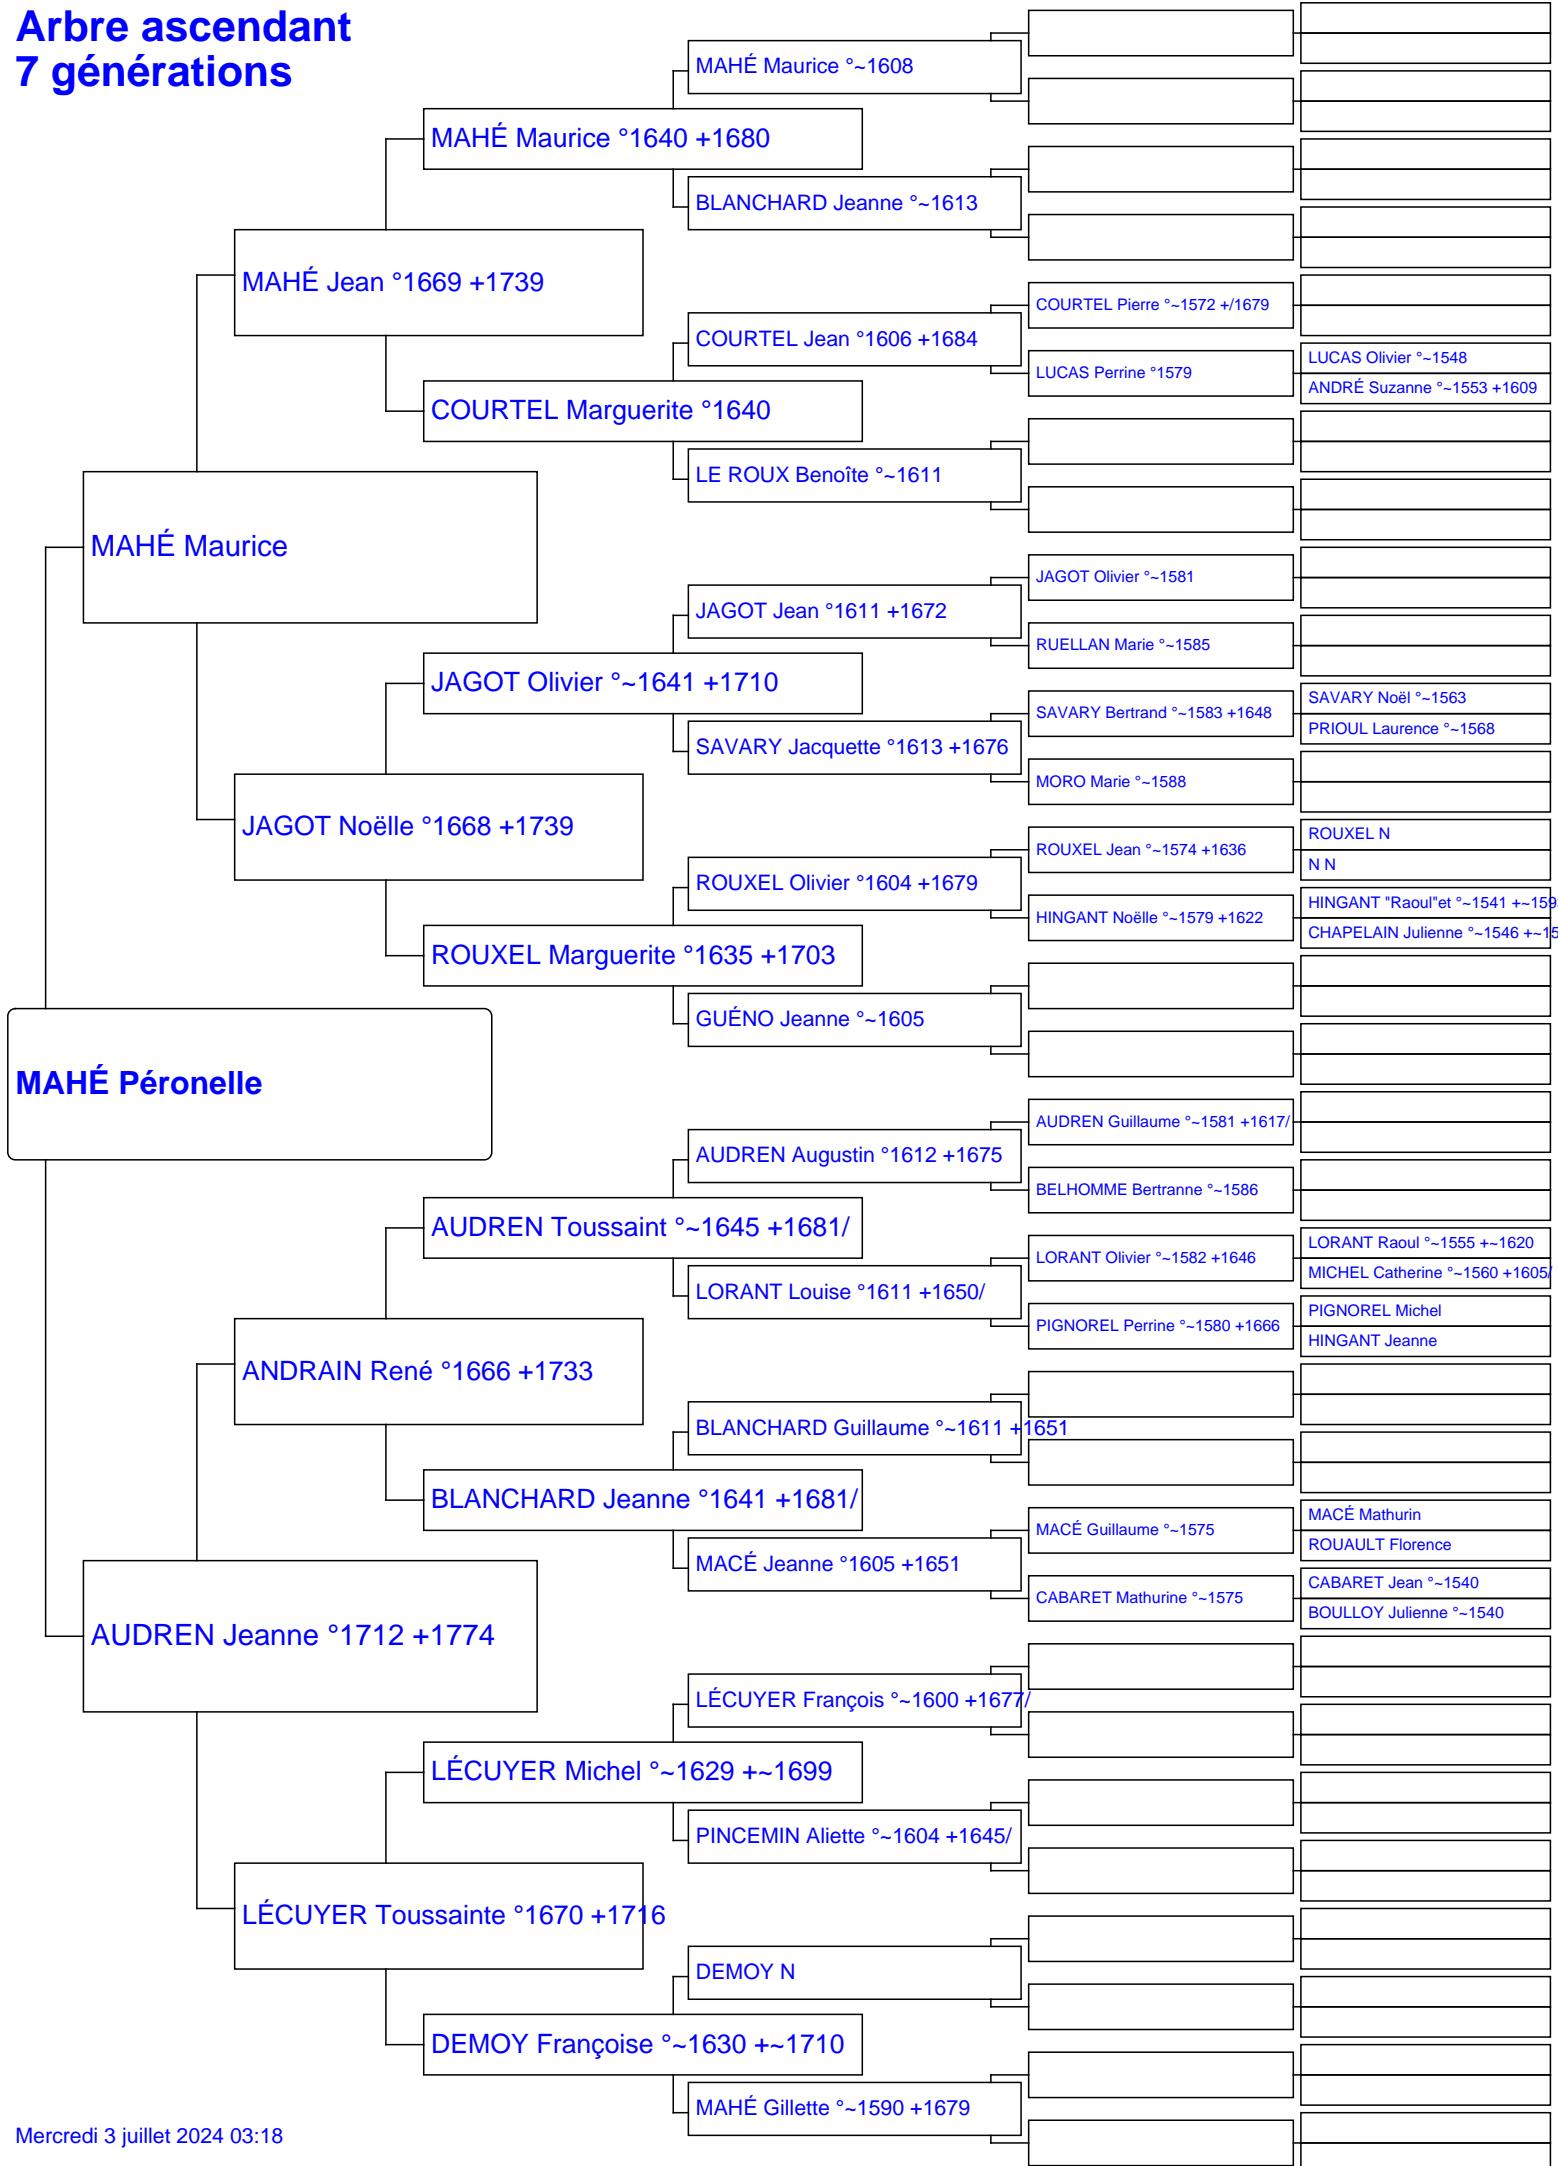 Arbre ascendant
7 générations
MAHÉ Maurice °~1608
MAHÉ Maurice °1640 +1680
BLANCHARD Jeanne °~1613
MAHÉ Jean °1669 +1739
COURTEL Pierre °~1572 +/1679
COURTEL Jean °1606 +1684
LUCAS Olivier °~1548
LUCAS Perrine °1579
ANDRÉ Suzanne °~1553 +1609
COURTEL Marguerite °1640
LE ROUX Benoîte °~1611
MAHÉ Maurice
JAGOT Olivier °~1581
JAGOT Jean °1611 +1672
RUELLAN Marie °~1585
JAGOT Olivier °~1641 +1710
SAVARY Noël °~1563
SAVARY Bertrand °~1583 +1648
PRIOUL Laurence °~1568
SAVARY Jacquette °1613 +1676
MORO Marie °~1588
JAGOT Noëlle °1668 +1739
ROUXEL N
ROUXEL Jean °~1574 +1636
N N
ROUXEL Olivier °1604 +1679
HINGANT "Raoul"et °~1541 +~159
HINGANT Noëlle °~1579 +1622
CHAPELAIN Julienne °~1546 +~15
ROUXEL Marguerite °1635 +1703
GUÉNO Jeanne °~1605
MAHÉ Péronelle
AUDREN Guillaume °~1581 +1617/
AUDREN Augustin °1612 +1675
BELHOMME Bertranne °~1586
AUDREN Toussaint °~1645 +1681/
LORANT Raoul °~1555 +~1620
LORANT Olivier °~1582 +1646
MICHEL Catherine °~1560 +1605/
LORANT Louise °1611 +1650/
PIGNOREL Michel
PIGNOREL Perrine °~1580 +1666
HINGANT Jeanne
ANDRAIN René °1666 +1733
BLANCHARD Guillaume °~1611 +1651
BLANCHARD Jeanne °1641 +1681/
MACÉ Mathurin
MACÉ Guillaume °~1575
ROUAULT Florence
MACÉ Jeanne °1605 +1651
CABARET Jean °~1540
CABARET Mathurine °~1575
BOULLOY Julienne °~1540
AUDREN Jeanne °1712 +1774
LÉCUYER François °~1600 +1677/
LÉCUYER Michel °~1629 +~1699
PINCEMIN Aliette °~1604 +1645/
LÉCUYER Toussainte °1670 +1716
DEMOY N
DEMOY Françoise °~1630 +~1710
MAHÉ Gillette °~1590 +1679
Mercredi 3 juillet 2024 03:18